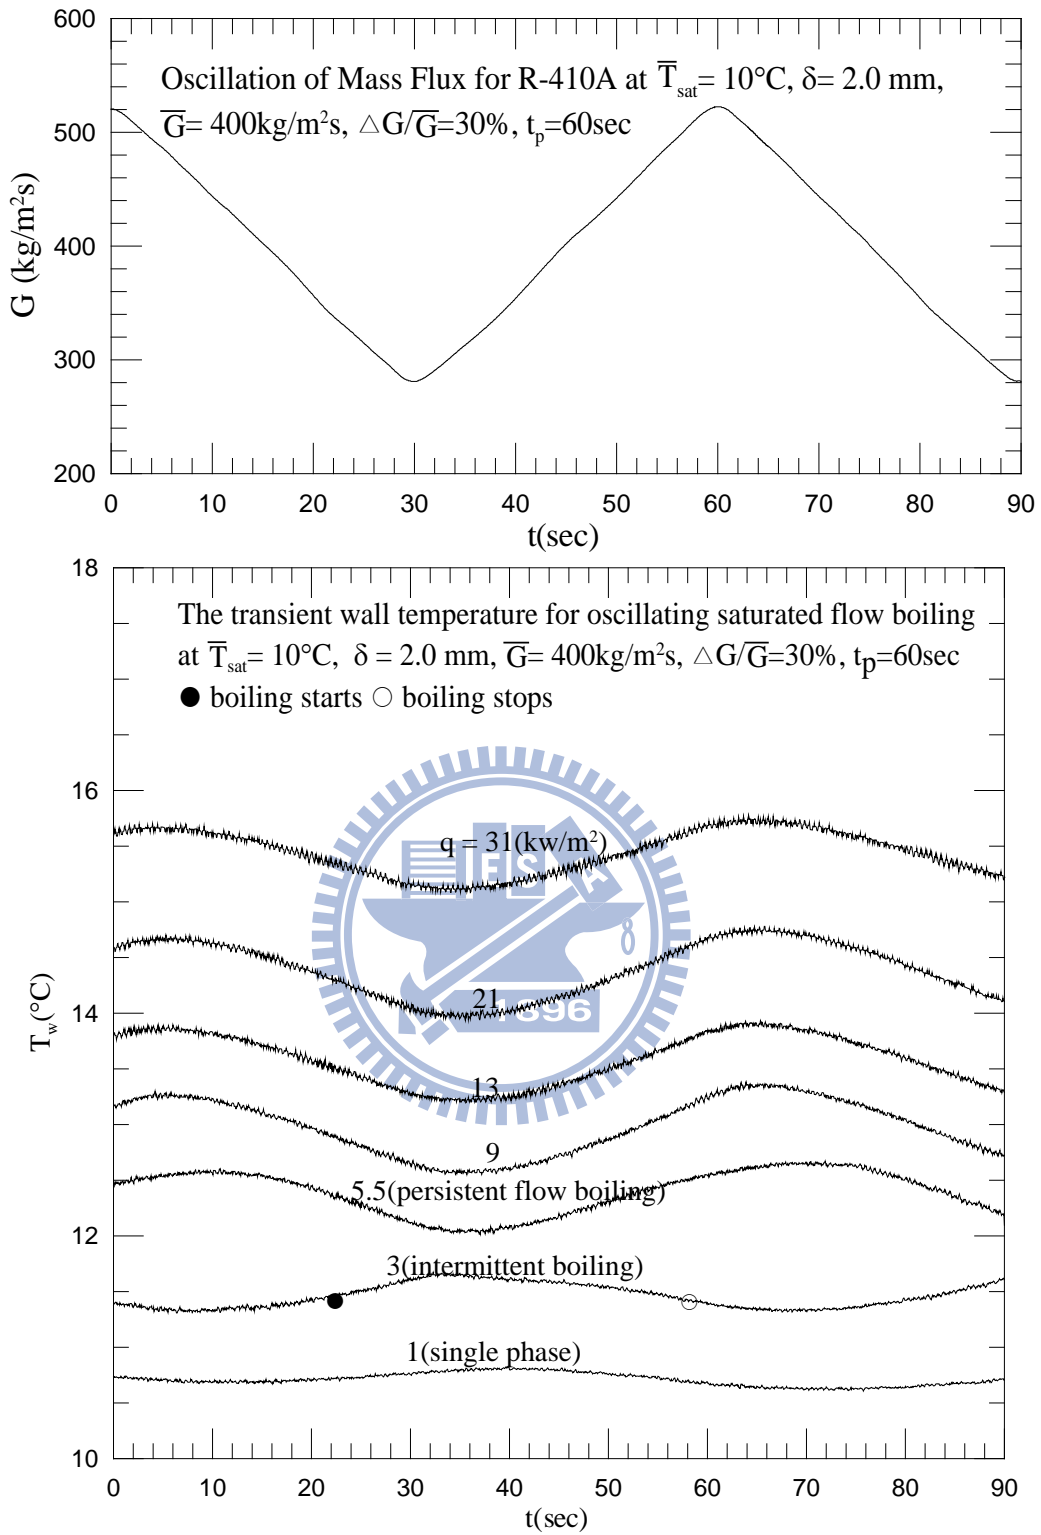 600
500
400
300
200
G (kg/m²s)
Oscillation of Mass Flux for R-410A at T̅sat= 10°C, δ= 2.0 mm,
G̅= 400kg/m²s, △G/G̅=30%, tp=60sec
0 10 20 30 40 50 60 70 80 90
t(sec)
18
16
14
12
10
Tw(°C)
The transient wall temperature for oscillating saturated flow boiling
at T̅sat= 10°C, δ = 2.0 mm, G̅= 400kg/m²s, △G/G̅=30%, tp=60sec
● boiling starts ○ boiling stops
q = 31(kw/m²)
ES A
21
1896
13
9
5.5(persistent flow boiling)
3(intermittent boiling)
1(single phase)
0 10 20 30 40 50 60 70 80 90
t(sec)